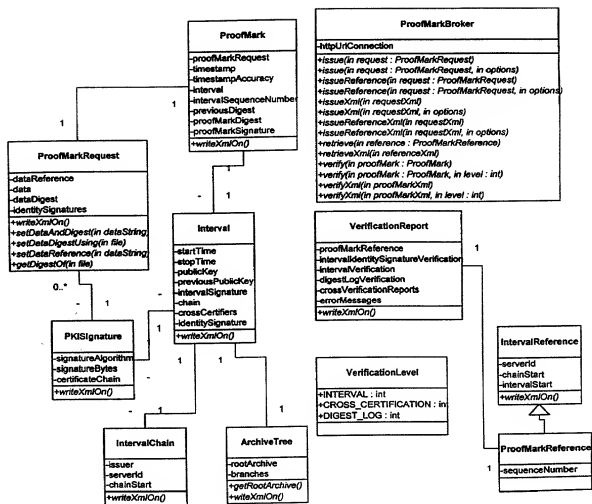 ProofMark
-proofMarkRequest
-timestamp
-timestampAccuracy
-interval
-intervalSequenceNumber
-previousDigest
-proofMarkDigest
-proofMarkSignature
+writeXmlOn()
ProofMarkBroker
-httpUrlConnection
+issue(in request : ProofMarkRequest)
+issue(in request : ProofMarkRequest, in options)
+issueReference(in request : ProofMarkRequest)
+issueReference(in request : ProofMarkRequest, in options)
+issueXml(in requestXml)
+issueXml(in requestXml, in options)
+issueReferenceXml(in requestXml)
+issueReferenceXml(in requestXml, in options)
+retrieve(in reference : ProofMarkReference)
+retrieveXml(in referenceXml)
+verify(in proofMark : ProofMark)
+verify(in proofMark : ProofMark, in level : int)
+verifyXml(in proofMarkXml)
+verifyXml(in proofMarkXml, in level : int)
1
1
ProofMarkRequest
-dataReference
-data
-dataDigest
-identitySignatures
+writeXmlOn()
+setDataAndDigest(in dataString
+setDataDigestUsing(in file)
+setDataReference(in dataString
+getDigestOf(in file)
-
1
-
1
Interval
-startTime
-stopTime
-publicKey
-previousPublicKey
-intervalSignature
-chain
-crossCertifiers
-identitySignature
+writeXmlOn()
VerificationReport
-proofMarkReference
-intervalIdentitySignatureVerification
-intervalVerification
-digestLogVerification
-crossVerificationReports
-errorMessages
+writeXmlOn()
1
0..*
-
-
1
1
1
-
PKISignature
-signatureAlgorithm
-signatureBytes
-certificateChain
+writeXmlOn()
VerificationLevel
+INTERVAL : int
+CROSS_CERTIFICATION : int
+DIGEST_LOG : int
IntervalReference
-serverId
-chainStart
-intervalStart
+writeXmlOn()
-
1
1
IntervalChain
-issuer
-serverId
-chainStart
+writeXmlOn()
ArchiveTree
-rootArchive
-branches
+getRootArchive()
+writeXmlOn()
1
ProofMarkReference
-sequenceNumber